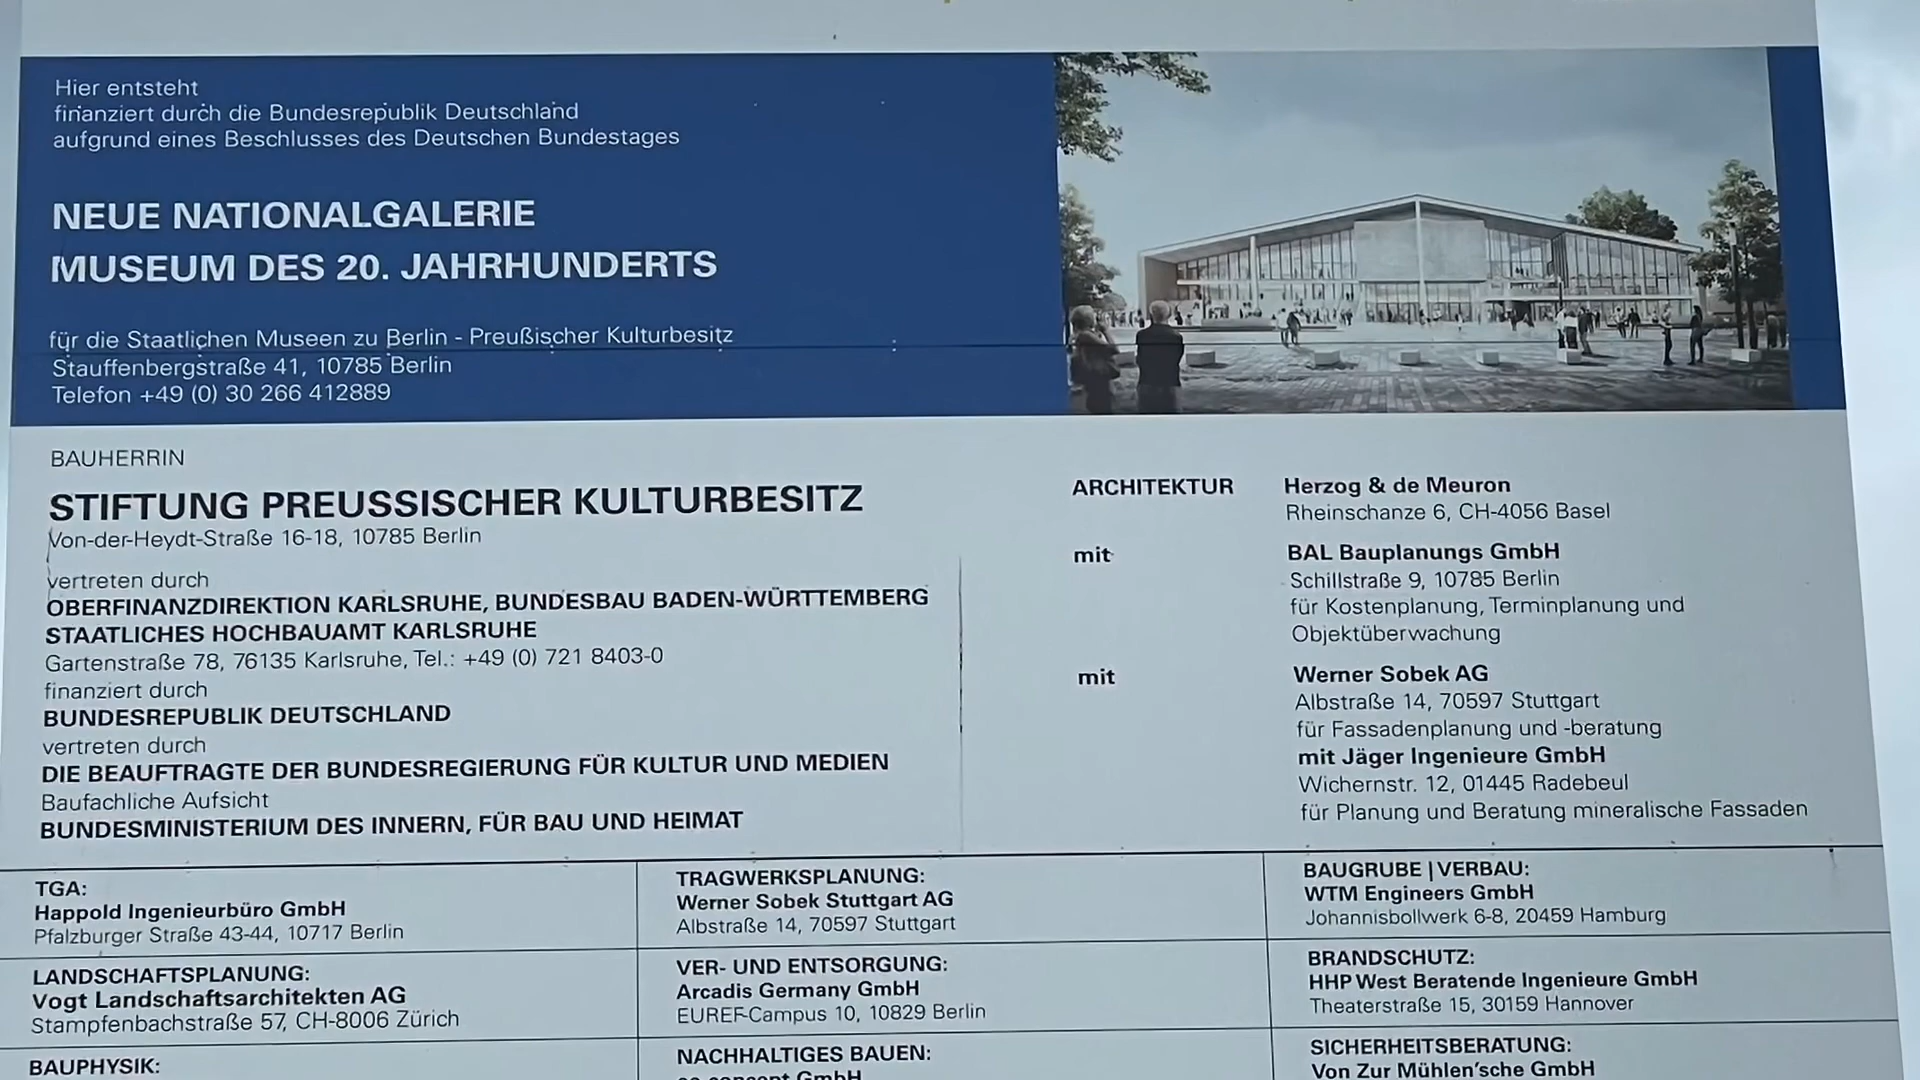 Hier entsteht
finanziert durch die Bundesrepublik Deutschland
aufgrund eines Beschlusses des Deutschen Bundestages
NEUE NATIONALGALERIE
MUSEUM DES 20. JAHRHUNDERTS
für die Staatlichen Museen zu Berlin - Preußischer Kulturbesitz
Stauffenbergstraße 41, 10785 Berlin
Telefon +49 (0) 30 266 412889
BAUHERRIN
STIFTUNG PREUSSISCHER KULTURBESITZ
Von-der-Heydt-Straße 16-18, 10785 Berlin
vertreten durch
OBERFINANZDIREKTION KARLSRUHE, BUNDESBAU BADEN-WÜRTTEMBERG
STAATLICHES HOCHBAUAMT KARLSRUHE
Gartenstraße 78, 76135 Karlsruhe, Tel.: +49 (0) 721 8403-0
finanziert durch
BUNDESREPUBLIK DEUTSCHLAND
vertreten durch
DIE BEAUFTRAGTE DER BUNDESREGIERUNG FÜR KULTUR UND MEDIEN
Baufachliche Aufsicht
BUNDESMINISTERIUM DES INNERN, FÜR BAU UND HEIMAT
ARCHITEKTUR Herzog & de Meuron
Rheinschanze 6, CH-4056 Basel
mit BAL Bauplanungs GmbH
Schillstraße 9, 10785 Berlin
für Kostenplanung, Terminplanung und
Objektüberwachung
mit Werner Sobek AG
Albstraße 14, 70597 Stuttgart
für Fassadenplanung und -beratung
mit Jäger Ingenieure GmbH
Wichernstr. 12, 01445 Radebeul
für Planung und Beratung mineralische Fassaden
TGA:
Happold Ingenieurbüro GmbH
Pfalzburger Straße 43-44, 10717 Berlin
TRAGWERKSPLANUNG:
Werner Sobek Stuttgart AG
Albstraße 14, 70597 Stuttgart
BAUGRUBE | VERBAU:
WTM Engineers GmbH
Johannisbollwerk 6-8, 20459 Hamburg
LANDSCHAFTSPLANUNG:
Vogt Landschaftsarchitekten AG
Stampfenbachstraße 57, CH-8006 Zürich
VER- UND ENTSORGUNG:
Arcadis Germany GmbH
EUREF-Campus 10, 10829 Berlin
BRANDSCHUTZ:
HHP West Beratende Ingenieure GmbH
Theaterstraße 15, 30159 Hannover
BAUPHYSIK:
NACHHALTIGES BAUEN:
GmbH
SICHERHEITSBERATUNG:
Von Zur Mühlen'sche GmbH